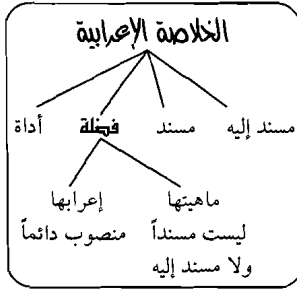 الخلاصة الإعرابية
مسند إليه مسند فضلة أداة
ماهيتها إعرابها
ليست مسنداً منصوب دائماً
ولا مسند إليه